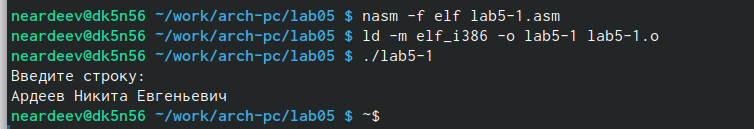 neardeev@dk5n56 ~/work/arch-pc/lab05 $ nasm -f elf lab5-1.asm
neardeev@dk5n56 ~/work/arch-pc/lab05 $ ld -m elf_i386 -o lab5-1 lab5-1.o
neardeev@dk5n56 ~/work/arch-pc/lab05 $ ./lab5-1
Введите строку:
Ардеев Никита Евгеньевич
neardeev@dk5n56 ~/work/arch-pc/lab05 $ ~$